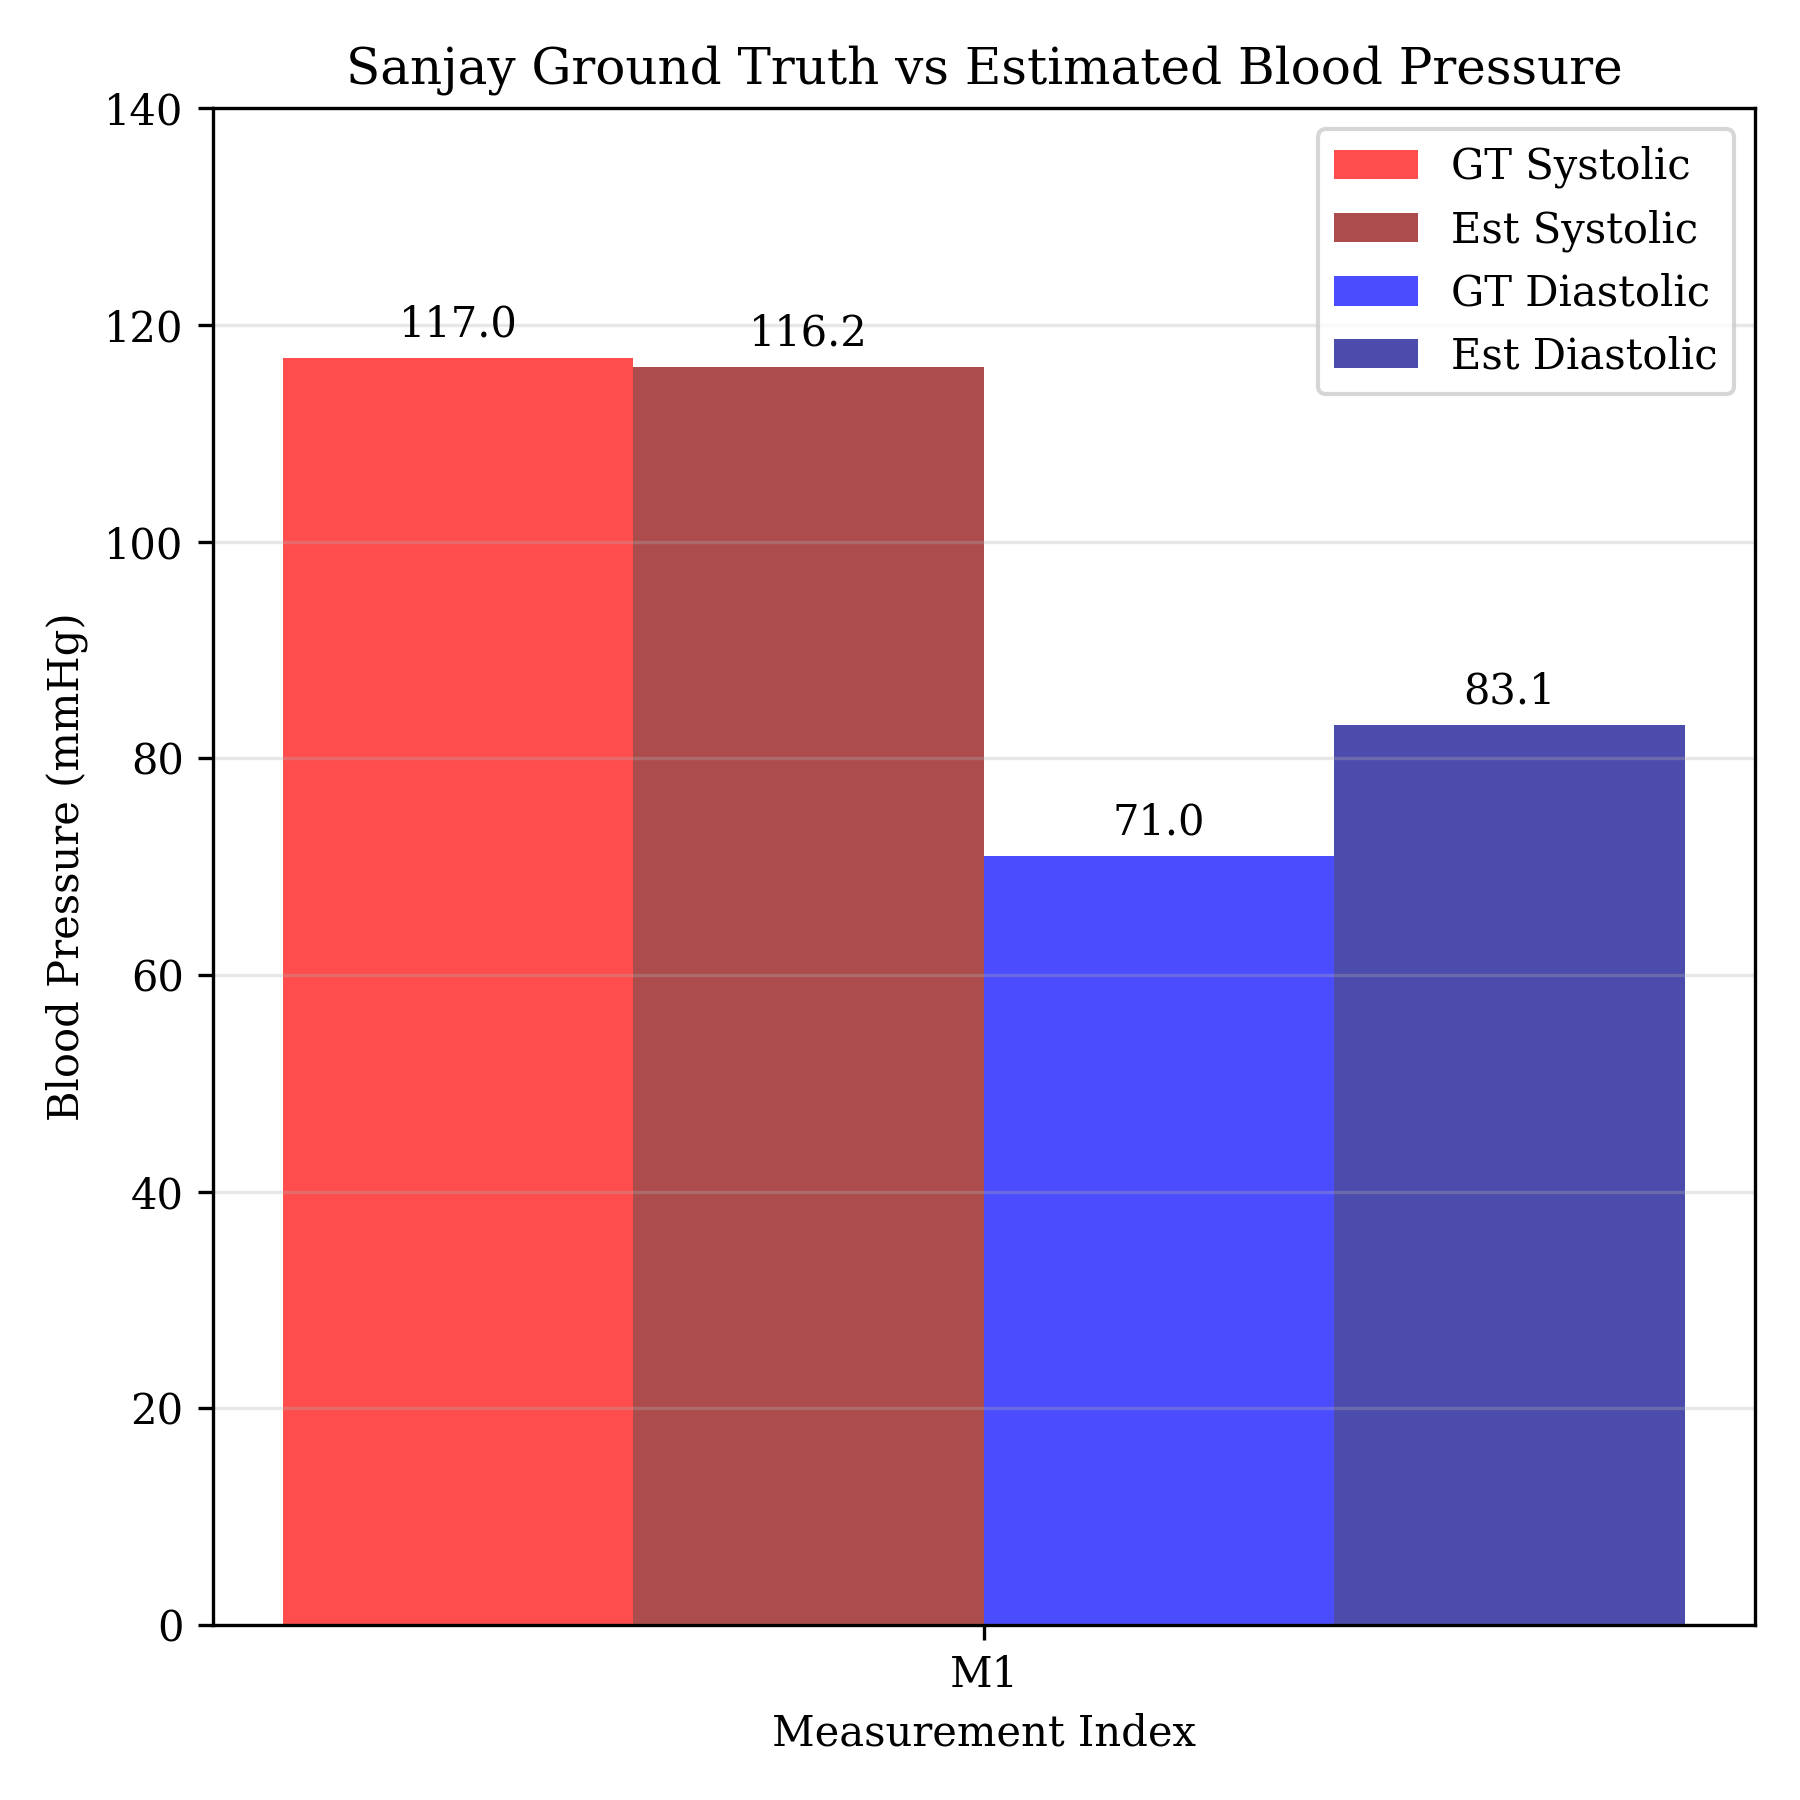 Sanjay Ground Truth vs Estimated Blood Pressure
140
120
100
80
60
40
20
0
Blood Pressure (mmHg)
GT Systolic
Est Systolic
GT Diastolic
Est Diastolic
117.0
116.2
71.0
83.1
M1
Measurement Index